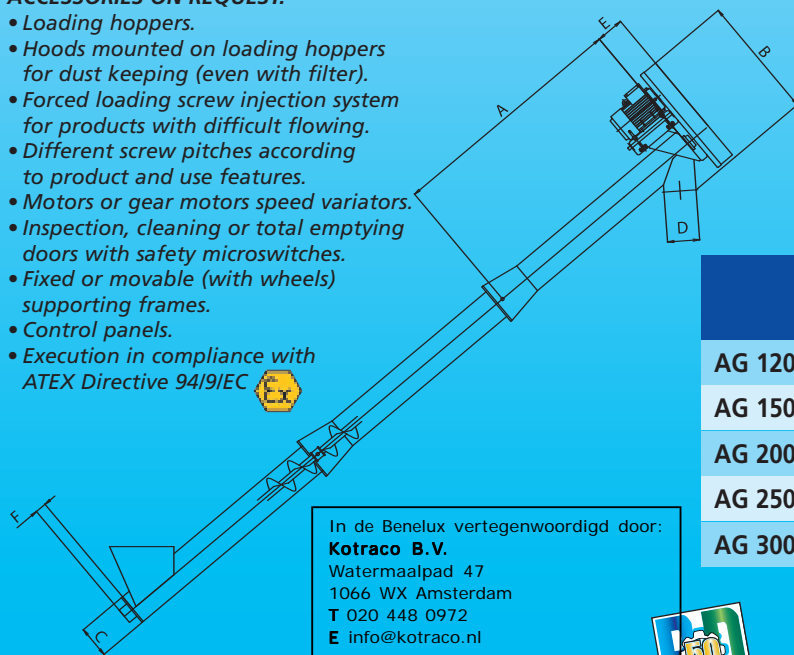 ACCESSORIES ON REQUEST:
• Loading hoppers.
• Hoods mounted on loading hoppers
for dust keeping (even with filter).
• Forced loading screw injection system
for products with difficult flowing.
• Different screw pitches according
to product and use features.
• Motors or gear motors speed variators.
• Inspection, cleaning or total emptying
doors with safety microswitches.
• Fixed or movable (with wheels)
supporting frames.
• Control panels.
• Execution in compliance with
ATEX Directive 94/9/EC Ex
E
B
A
D
F
C
AG 120
AG 150
AG 200
AG 250
AG 300
In de Benelux vertegenwoordigd door:
Kotraco B.V.
Watermaalpad 47
1066 WX Amsterdam
T 020 448 0972
E info@kotraco.nl
50